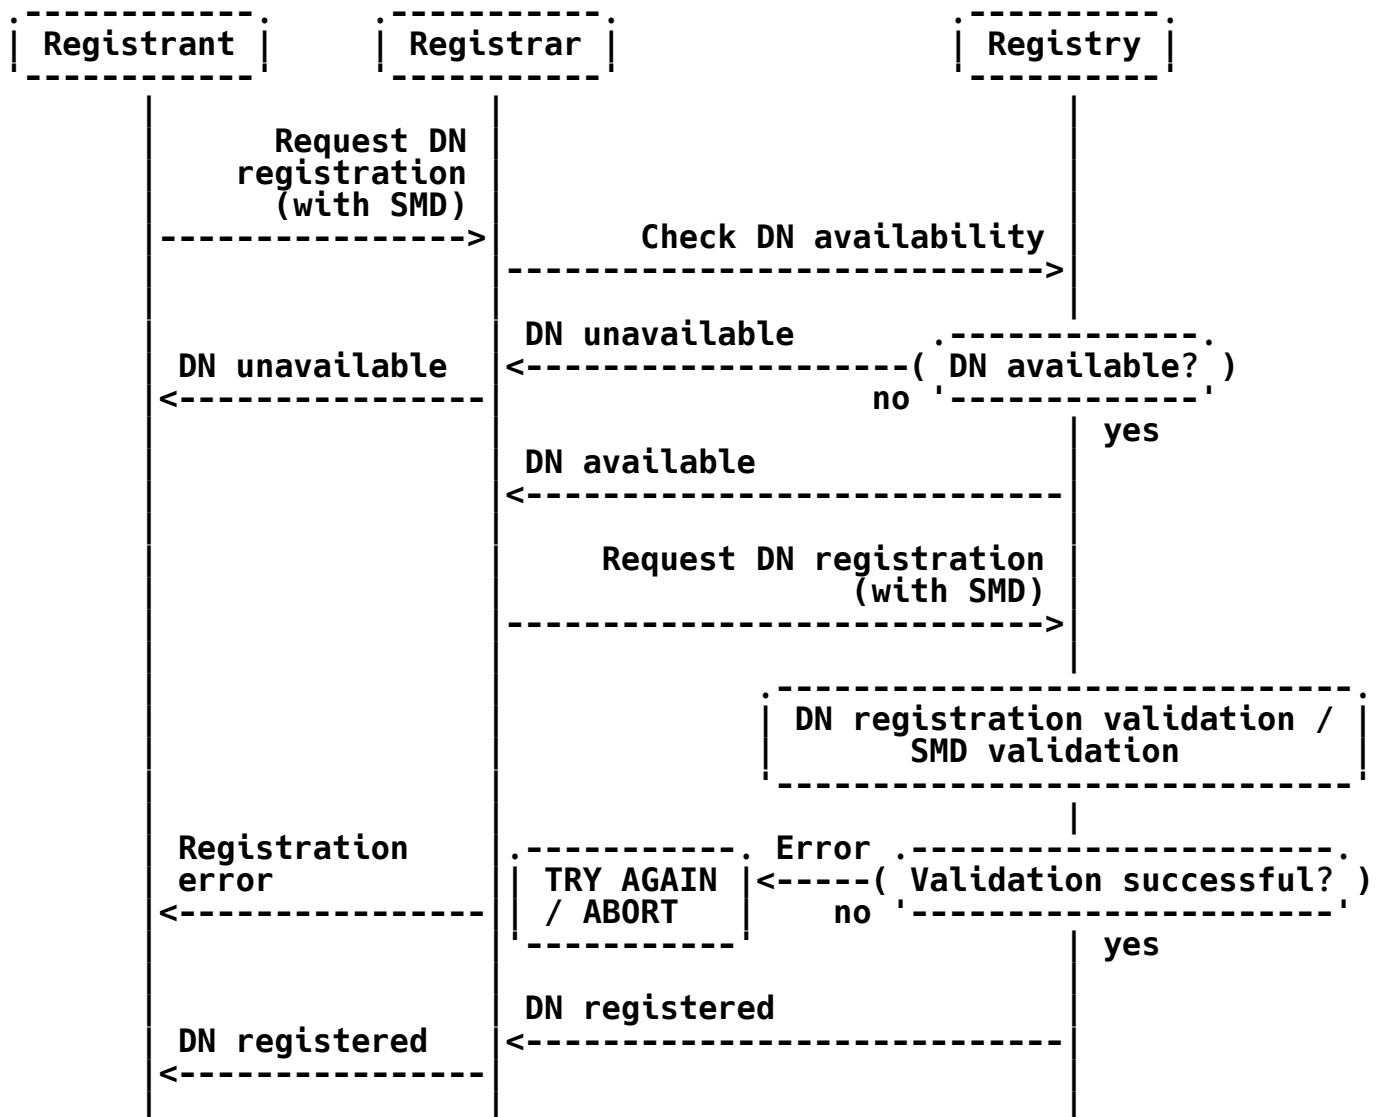 Registrant Registrar Registry
Request DN
registration
(with SMD)
Check DN availability
DN unavailable
DN unavailable DN available?
no
yes
DN available
Request DN registration
(with SMD)
DN registration validation /
SMD validation
Registration Error
error TRY AGAIN Validation successful?
/ ABORT no
yes
DN registered
DN registered